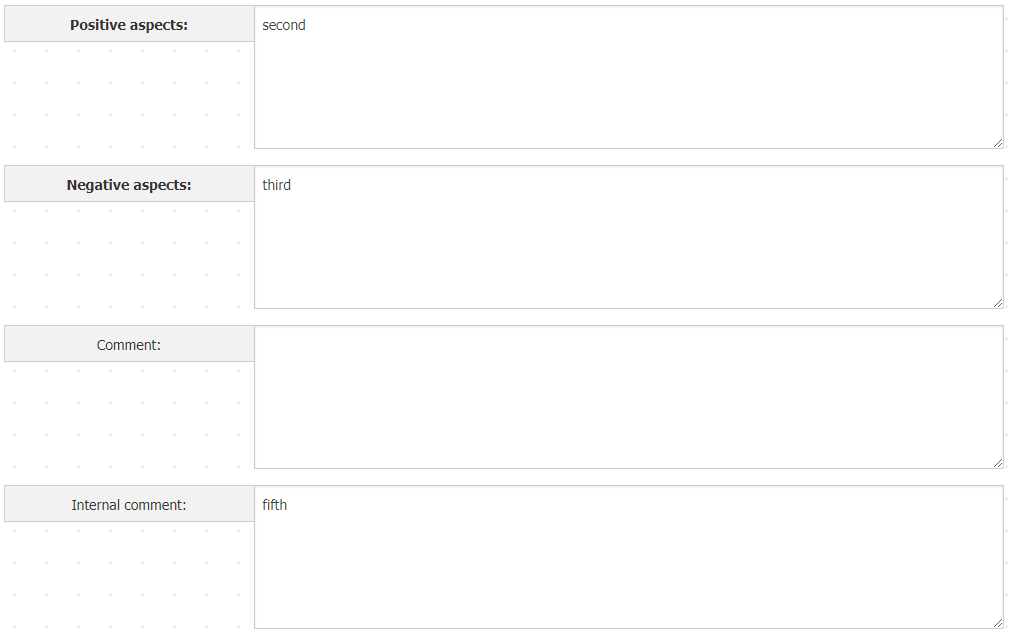 Positive aspects: second
Negative aspects: third
Comment:
Internal comment: fifth